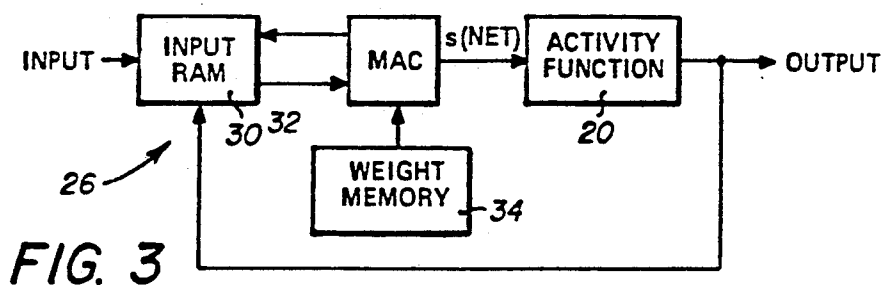 INPUT
INPUT
RAM
30
32
MAC
s(NET)
ACTIVITY
FUNCTION
20
OUTPUT
WEIGHT
MEMORY
34
26
FIG. 3